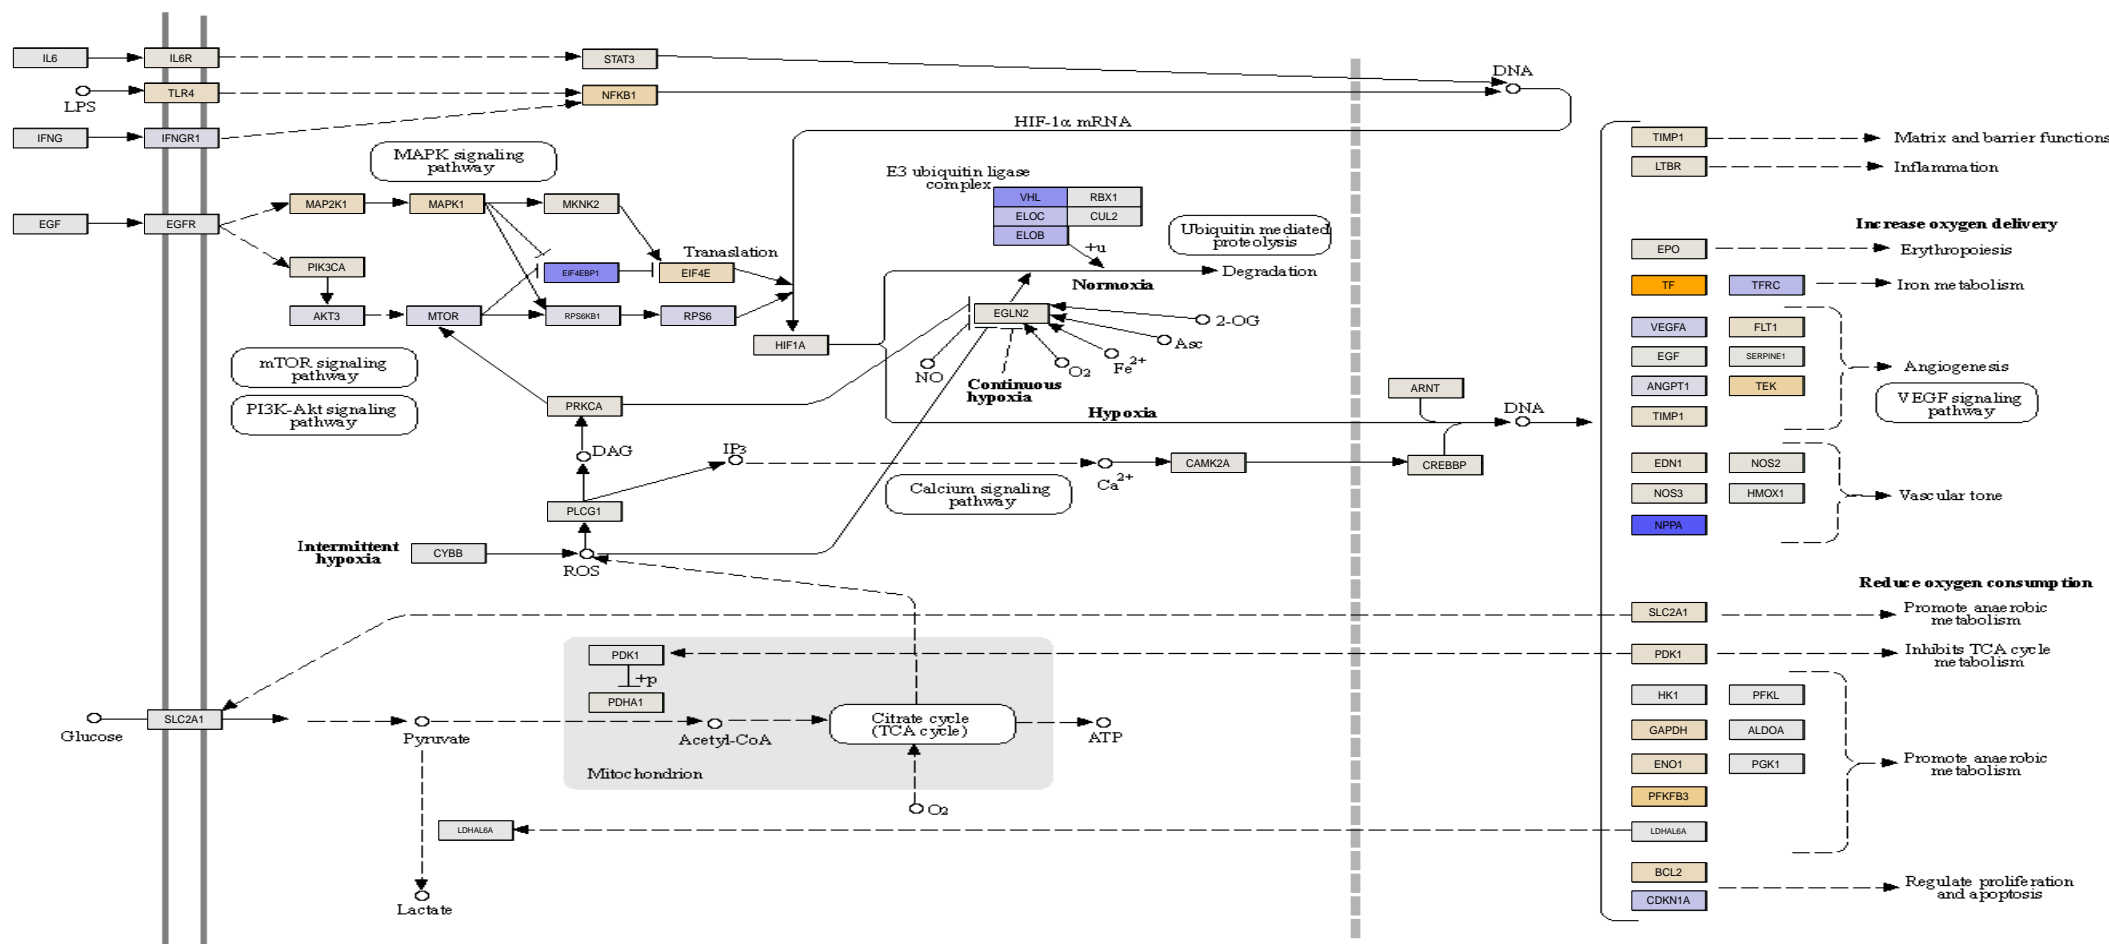 IL6
IL6R
STAT3
DNA
LPS
TLR4
NFKB1
IFNG
IFNGR1
HIF-1α mRNA
MAPK signaling
pathway
E3 ubiquitin ligase
complex
VHL
RBX1
ELOC
CUL2
ELOB
+u
Ubiquitin mediated
proteolysis
EGF
EGFR
MAP2K1
MAPK1
MKNK2
Tranaslation
PIK3CA
EIF4EBP1
EIF4E
Degradation
Normoxia
AKT3
MTOR
RPS6KB1
RPS6
EGLN2
2-OG
Asc
Fe2+
O2
NO
HIF1A
mTOR signaling
pathway
PI3K-Akt signaling
pathway
Continuous
hypoxia
Hypoxia
ARNT
DNA
PRKCA
DAG
IP3
Ca2+
CAMK2A
CREBBP
Calcium signaling
pathway
PLCG1
Intermittent
hypoxia
CYBB
ROS
PDK1
+p
PDHA1
Glucose
SLC2A1
Pyruvate
Acetyl-CoA
Citrate cycle
(TCA cycle)
ATP
Mitochondrion
O2
LDHAL6A
Lactate
TIMP1
Matrix and barrier functions
LTBR
Inflammation
Increase oxygen delivery
EPO
Erythropoiesis
TF
TFRC
Iron metabolism
VEGFA
FLT1
EGF
SERPINE1
Angiogenesis
ANGPT1
TEK
VEGF signaling
pathway
TIMP1
EDN1
NOS2
NOS3
HMOX1
Vascular tone
NPPA
Reduce oxygen consumption
SLC2A1
Promote anaerobic
metabolism
PDK1
Inhibits TCA cycle
metabolism
HK1
PFKL
GAPDH
ALDOA
ENO1
PGK1
Promote anaerobic
metabolism
PFKFB3
LDHAL6A
BCL2
CDKN1A
Regulate proliferation
and apoptosis